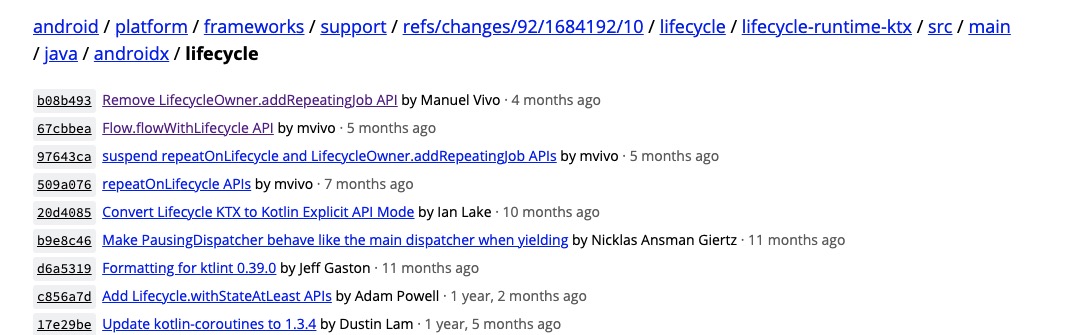 android / platform / frameworks / support / refs/changes/92/1684192/10 / lifecycle / lifecycle-runtime-ktx / src / main
/ java / androidx / lifecycle
b08b493 Remove LifecycleOwner.addRepeatingJob API by Manuel Vivo · 4 months ago
67cbbea Flow.flowWithLifecycle API by mvivo · 5 months ago
97643ca suspend repeatOnLifecycle and LifecycleOwner.addRepeatingJob APIs by mvivo · 5 months ago
509a076 repeatOnLifecycle APIs by mvivo · 7 months ago
20d4085 Convert Lifecycle KTX to Kotlin Explicit API Mode by Ian Lake · 10 months ago
b9e8c46 Make PausingDispatcher behave like the main dispatcher when yielding by Nicklas Ansman Giertz · 11 months ago
d6a5319 Formatting for ktlint 0.39.0 by Jeff Gaston · 11 months ago
c856a7d Add Lifecycle.withStateAtLeast APIs by Adam Powell · 1 year, 2 months ago
17e29be Update kotlin-coroutines to 1.3.4 by Dustin Lam · 1 year, 5 months ago